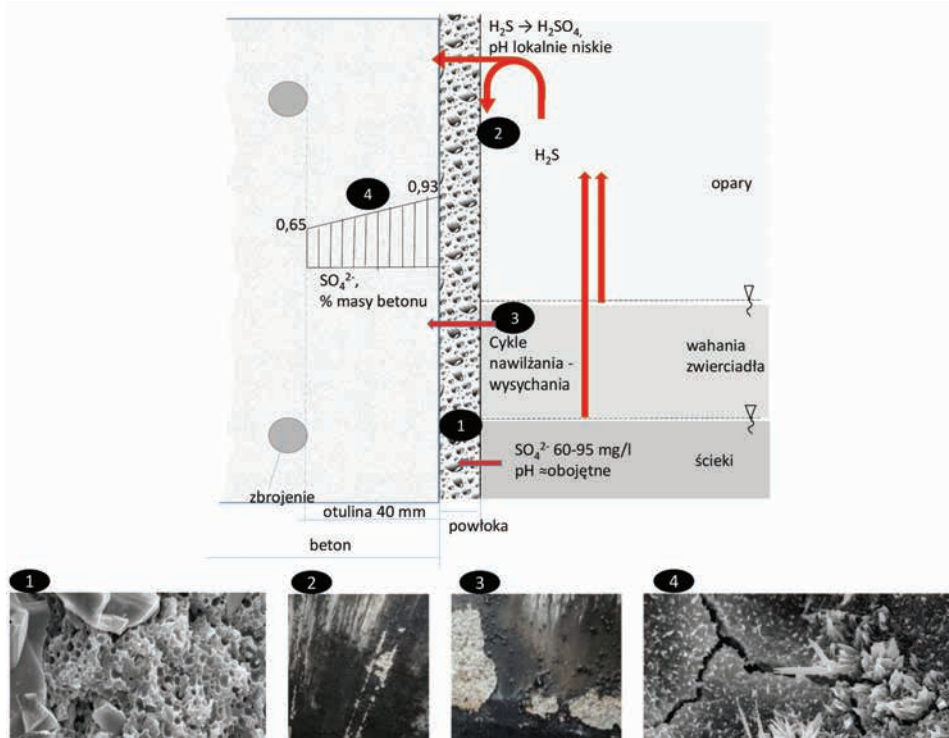 H₂S → H₂SO₄,
pH lokalnie niskie
2
H₂S
opary
4
0,93
0,65
SO₄²⁻,
% masy betonu
3
Cykle
nawilżania -
wysychania
wahania
zwierciadła
1
SO₄²⁻ 60-95 mg/l
pH ≈obojętne
ścieki
zbrojenie
otulina 40 mm
powłoka
beton
1
2
3
4